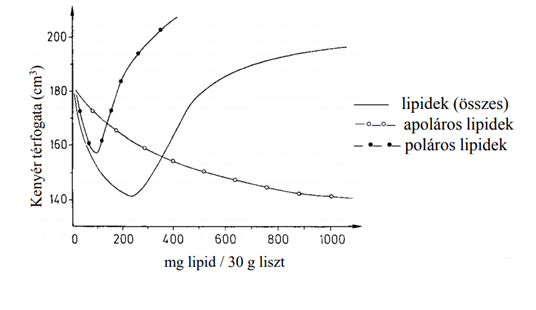 Kenyér térfogata (cm³)
200
180
160
140
0 200 400 600 800 1000
mg lipid / 30 g liszt
lipidek (összes)
apoláros lipidek
poláros lipidek